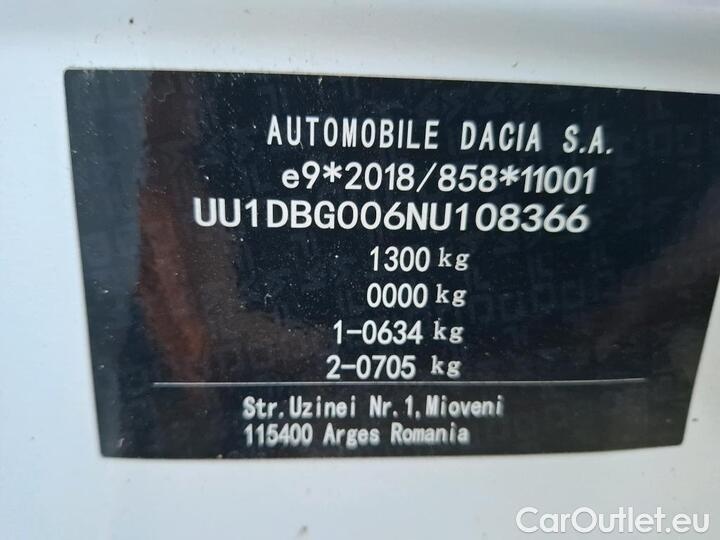 AUTOMOBILE DACIA S.A.
e9*2018/858*11001
UU1DBG006NU108366
1300 kg
0000 kg
1-0634 kg
2-0705 kg
Str.Uzinei Nr.1,Mioveni
115400 Arges Romania
CarOutlet.eu